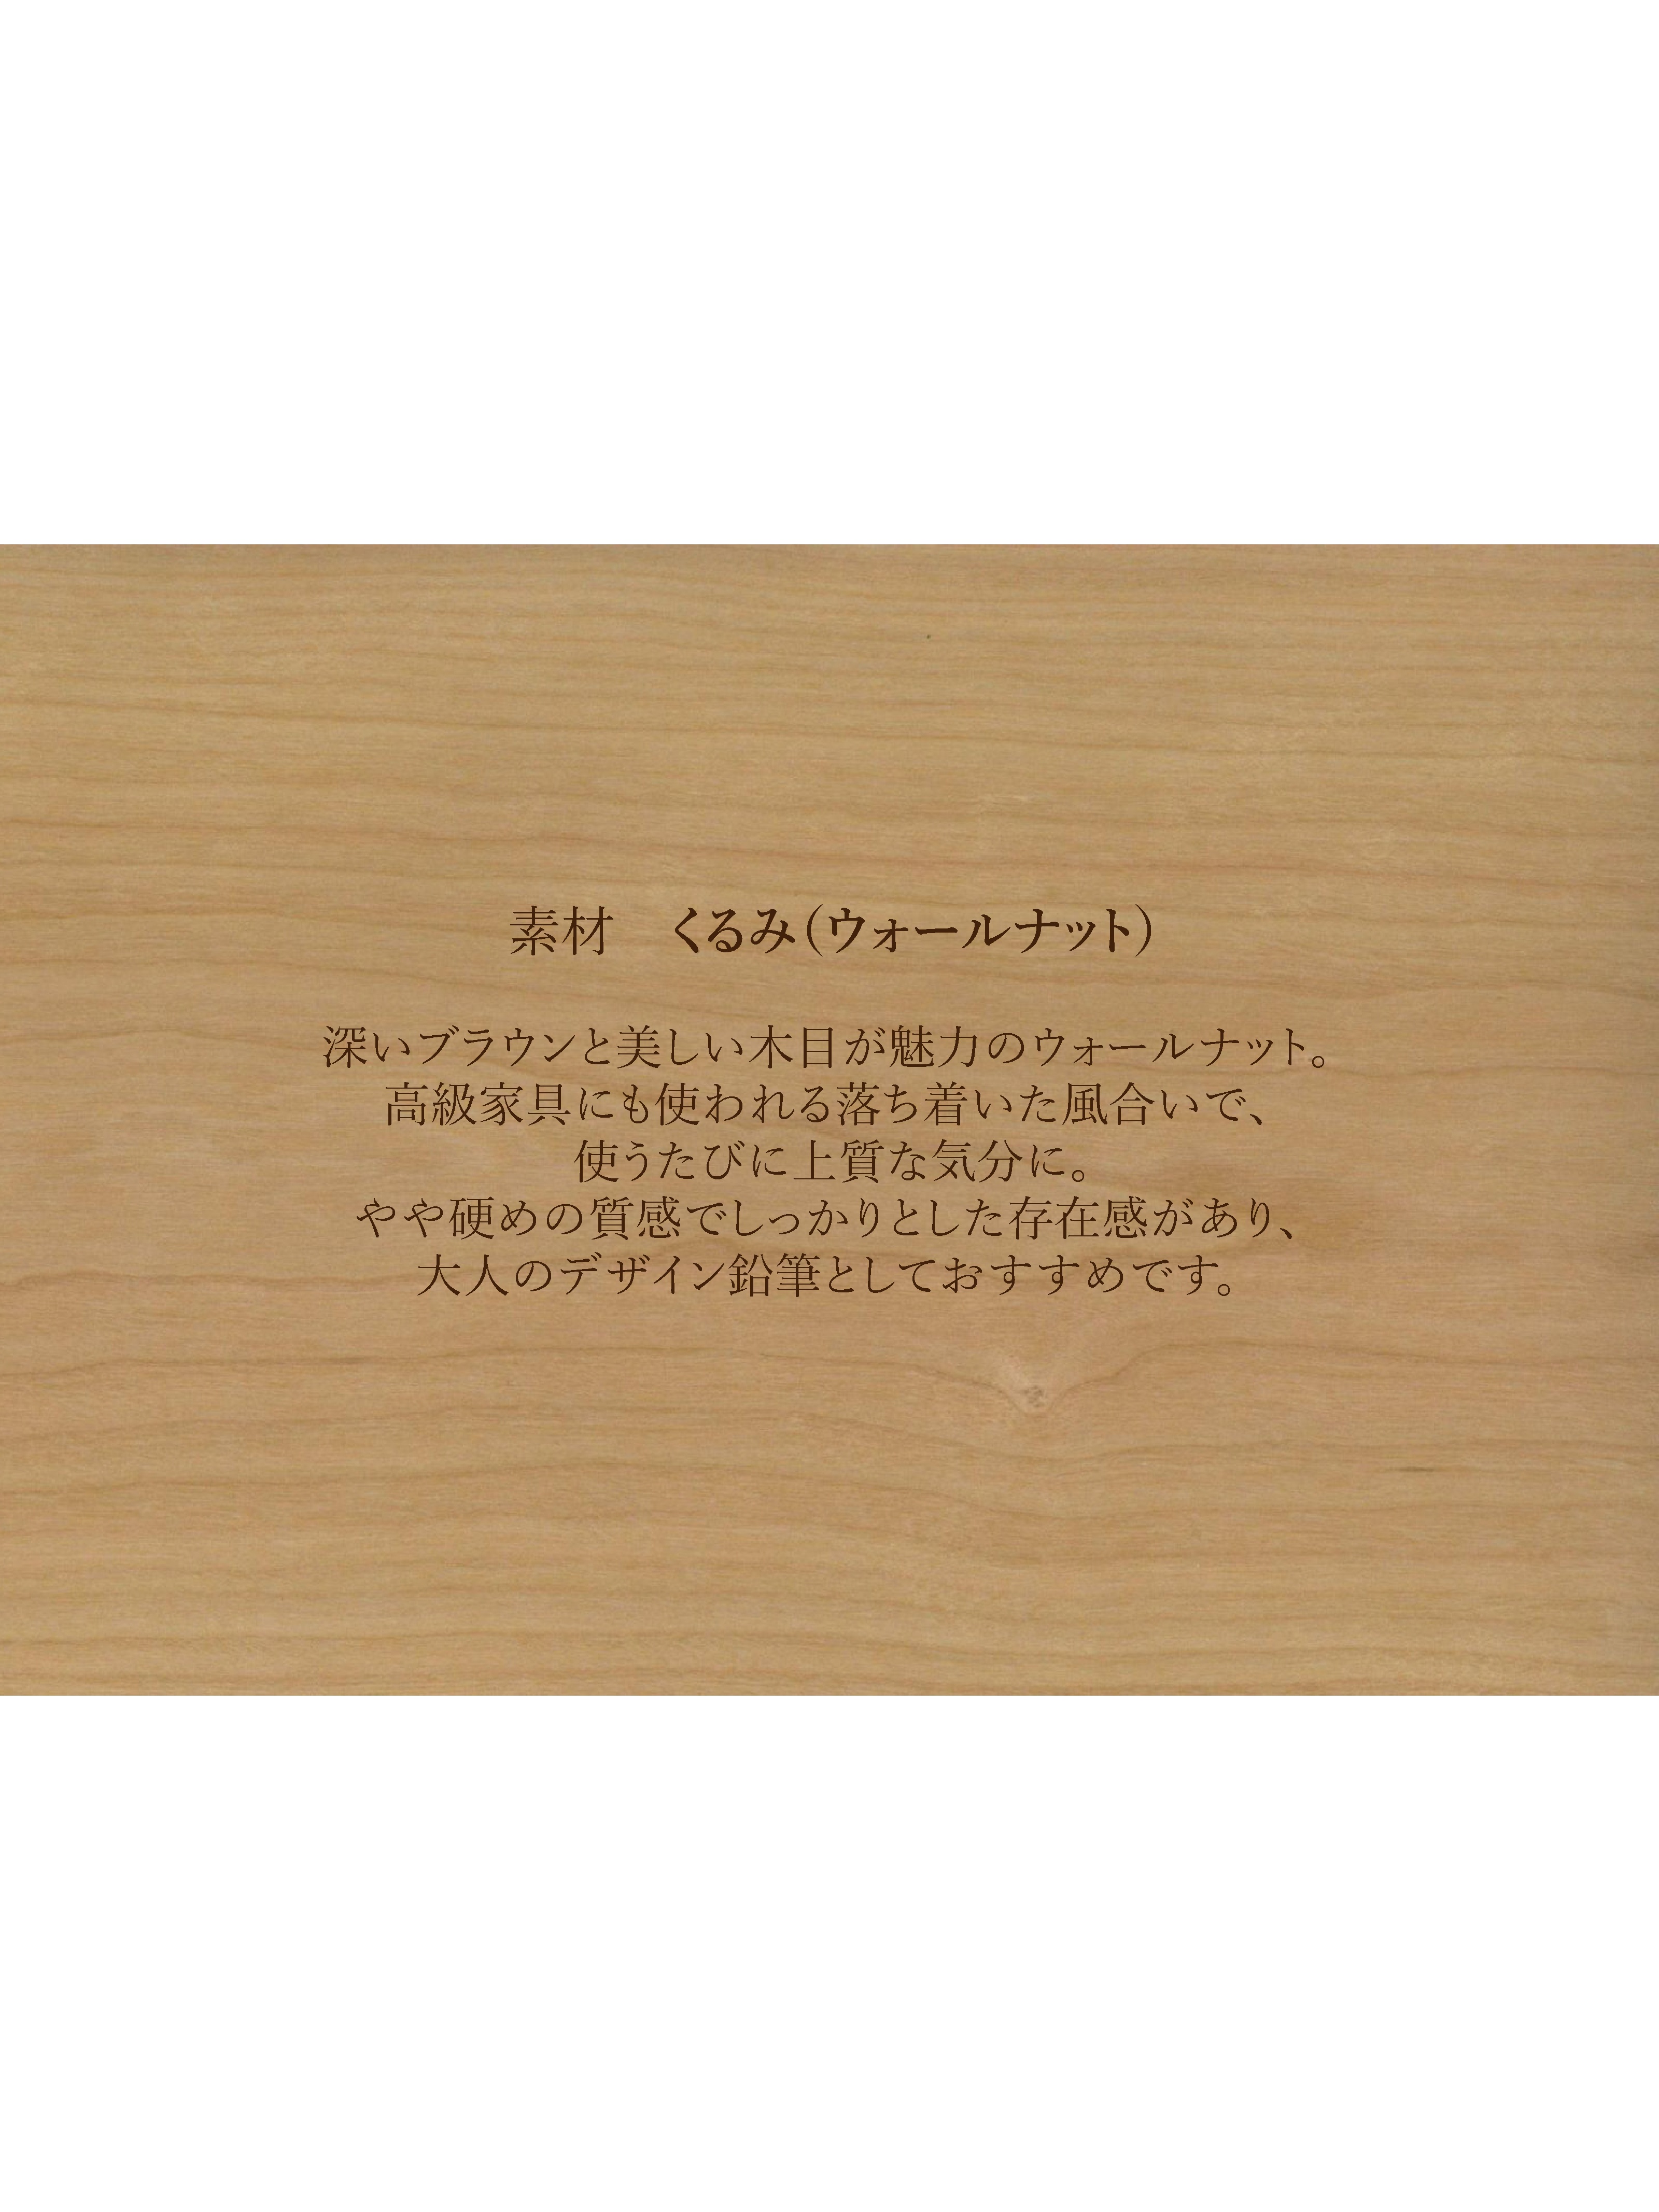 素材　くるみ（ウォールナット）
深いブラウンと美しい木目が魅力のウォールナット。
高級家具にも使われる落ち着いた風合いで、
使うたびに上質な気分に。
やや硬めの質感でしっかりとした存在感があり、
大人のデザイン鉛筆としておすすめです。